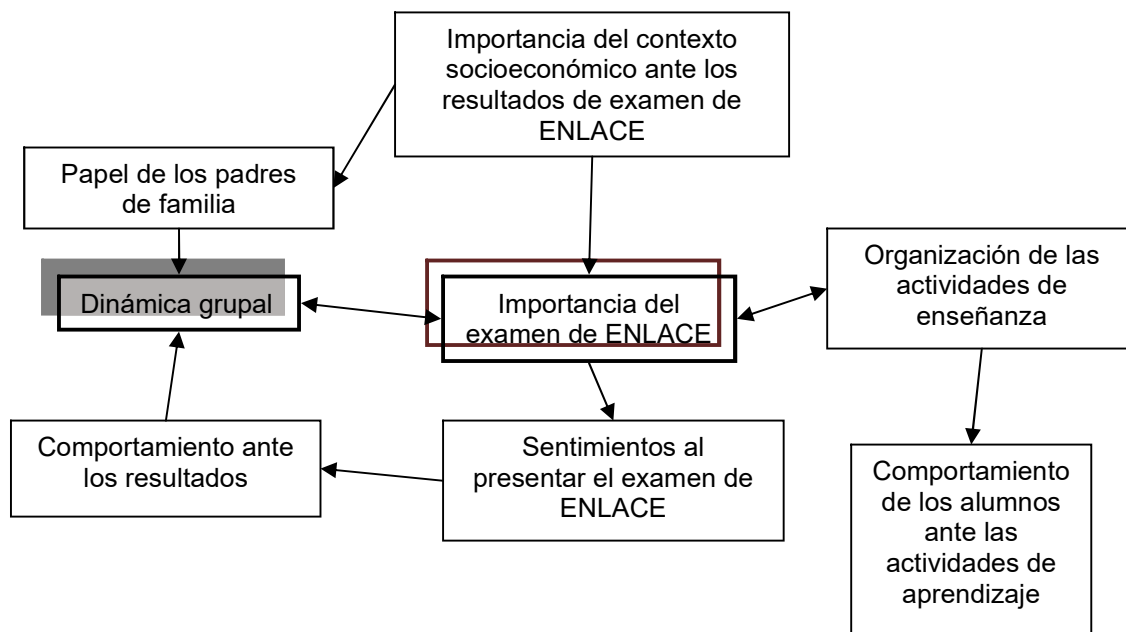 Importancia del contexto
socioeconómico ante los
resultados de examen de
ENLACE
Papel de los padres
de familia
Dinámica grupal
Importancia del
examen de ENLACE
Organización de las
actividades de
enseñanza
Comportamiento ante
los resultados
Sentimientos al
presentar el examen de
ENLACE
Comportamiento
de los alumnos
ante las
actividades de
aprendizaje